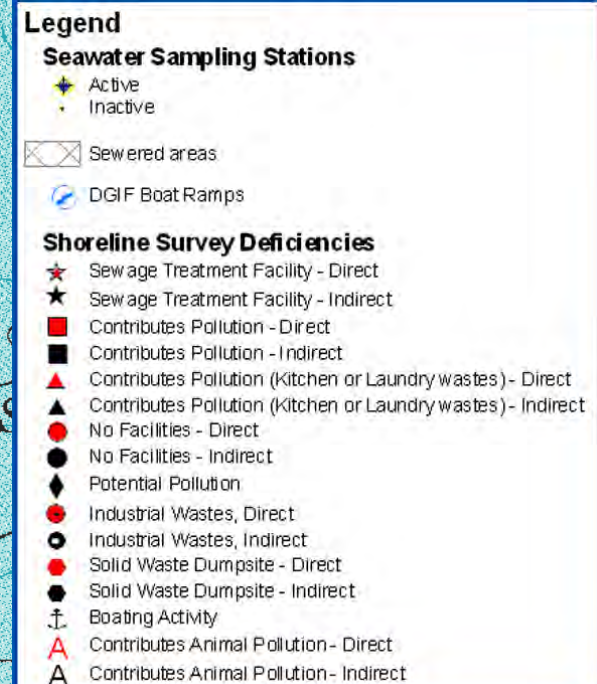 Legend
Seawater Sampling Stations
Active
Inactive
Sewered areas
DGIF Boat Ramps
Shoreline Survey Deficiencies
Sewage Treatment Facility - Direct
Sewage Treatment Facility - Indirect
Contributes Pollution - Direct
Contributes Pollution - Indirect
Contributes Pollution (Kitchen or Laundry wastes) - Direct
Contributes Pollution (Kitchen or Laundry wastes) - Indirect
No Facilities - Direct
No Facilities - Indirect
Potential Pollution
Industrial Wastes, Direct
Industrial Wastes, Indirect
Solid Waste Dumpsite - Direct
Solid Waste Dumpsite - Indirect
Boating Activity
A Contributes Animal Pollution - Direct
A Contributes Animal Pollution - Indirect